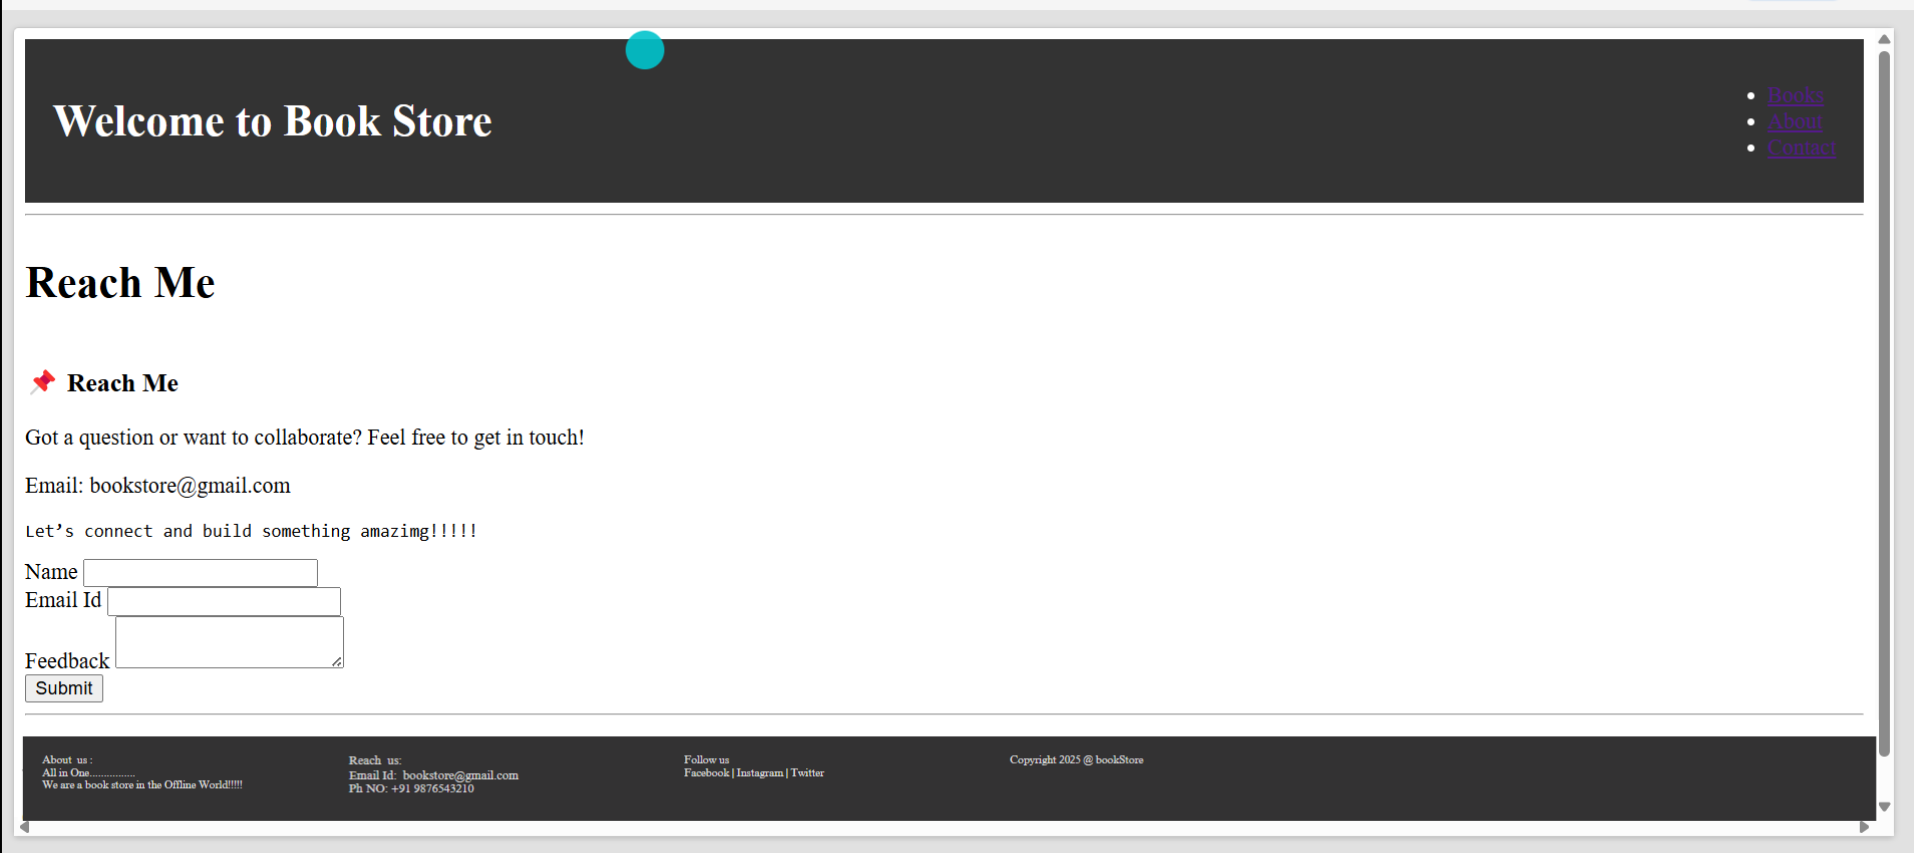 Welcome to Book Store
Books
About
Contact
Reach Me
Reach Me
Got a question or want to collaborate? Feel free to get in touch!
Email: bookstore@gmail.com
Let’s connect and build something amazimg!!!!!
Name
Email Id
Feedback
Submit
About us :
All in One................
We are a book store in the Offline World!!!!!
Reach us:
Email Id: bookstore@gmail.com
Ph NO: +91 9876543210
Follow us
Facebook | Instagram | Twitter
Copyright 2025 @ bookStore